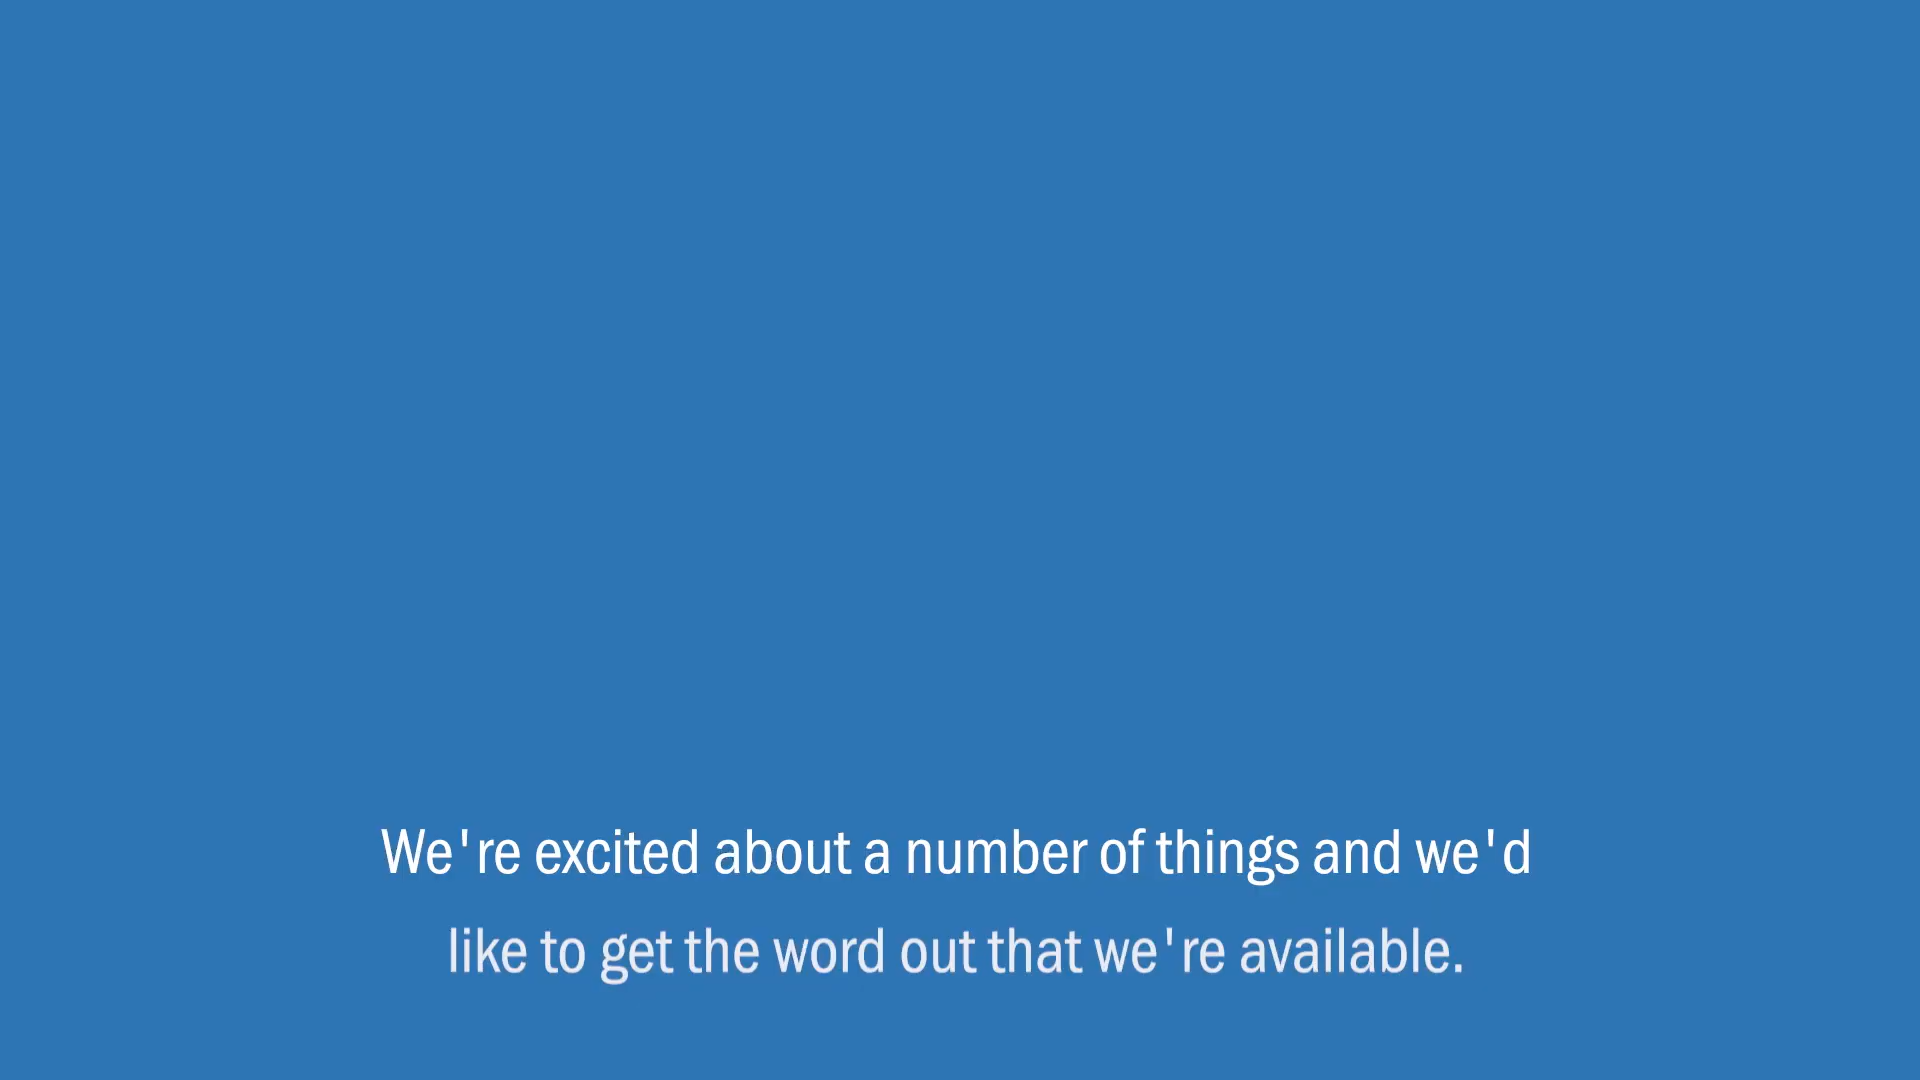 We're excited about a number of things and we'd
like to get the word out that we're available.